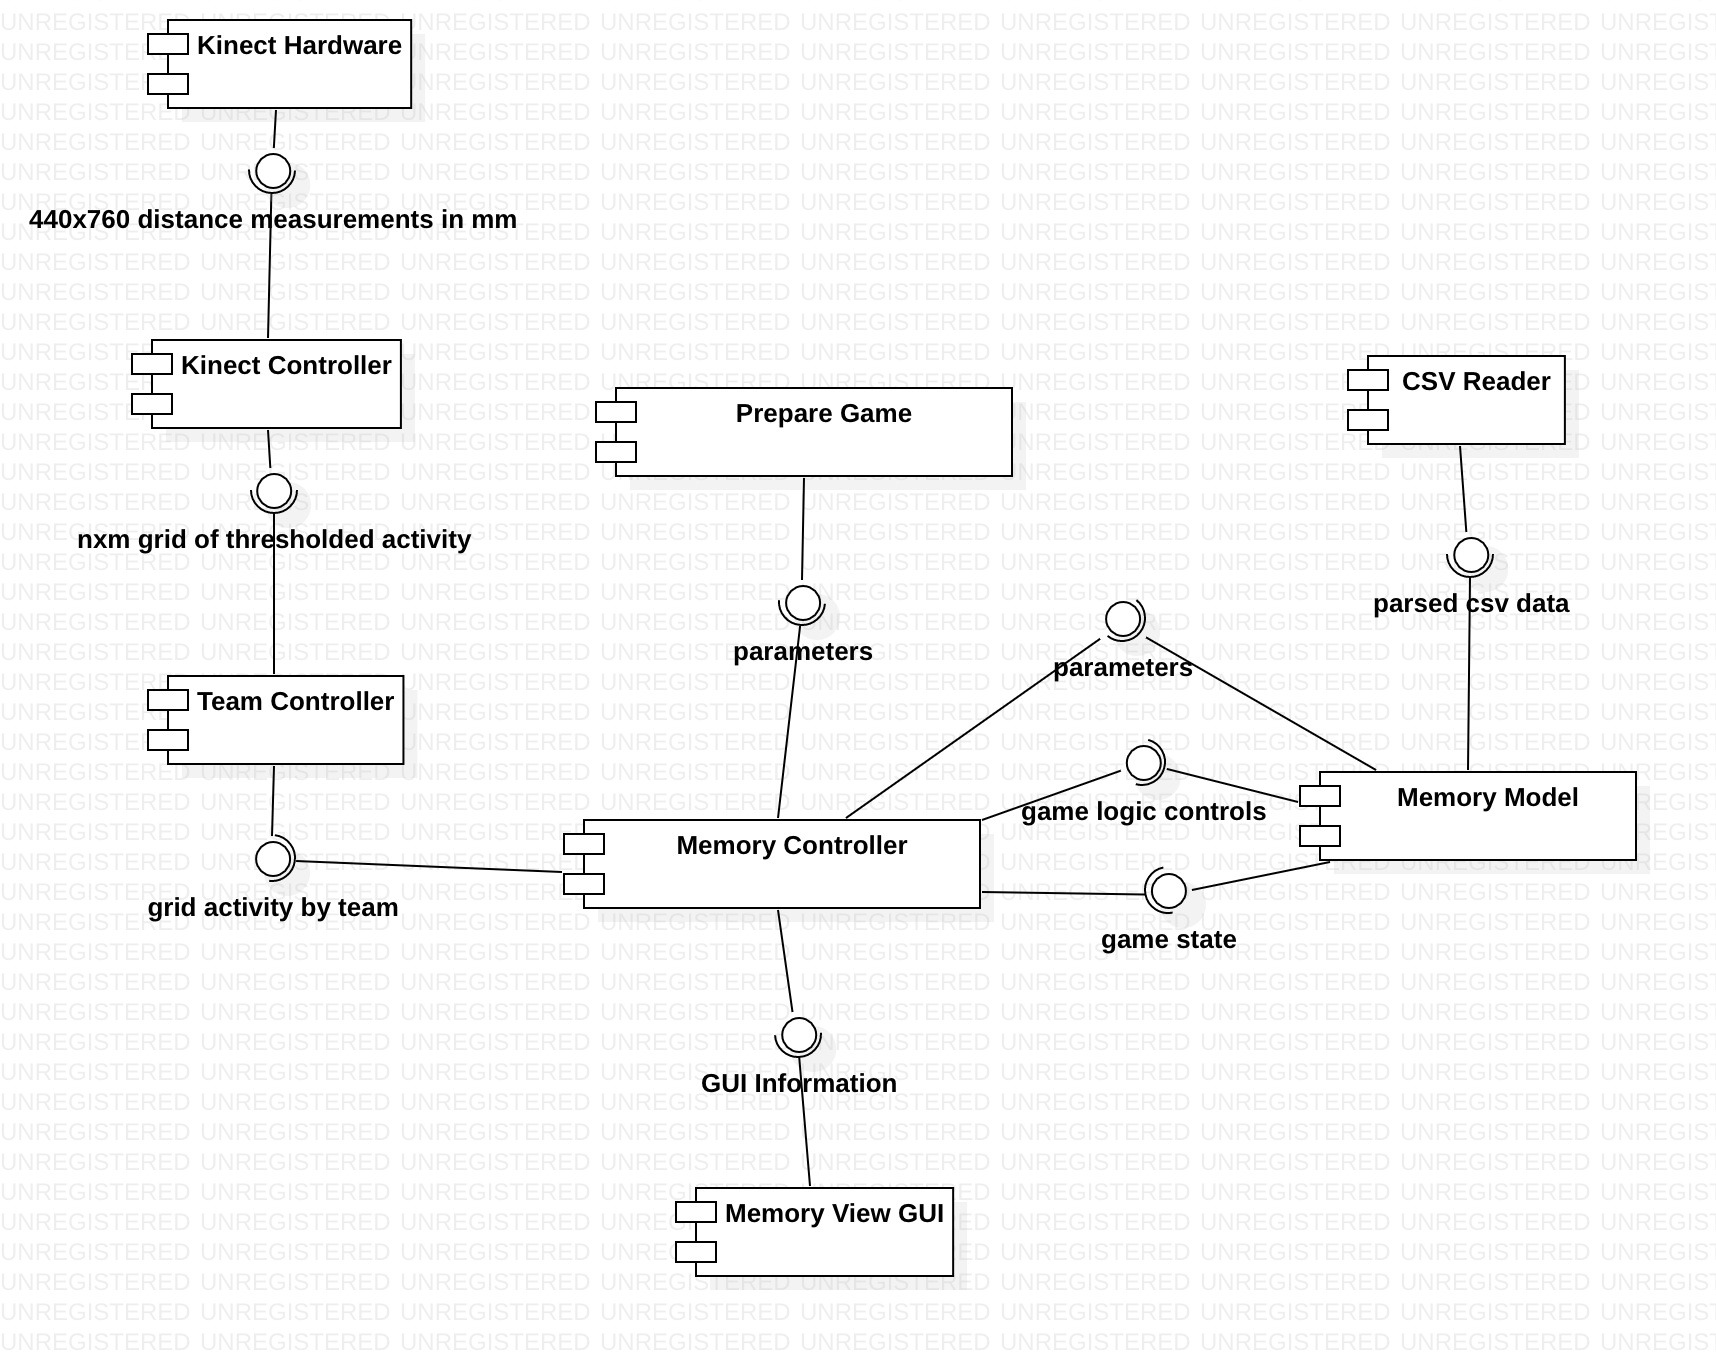 Kinect Hardware
440x760 distance measurements in mm
Kinect Controller
Prepare Game
CSV Reader
nxm grid of thresholded activity
parsed csv data
parameters
parameters
Team Controller
Memory Model
game logic controls
Memory Controller
grid activity by team
game state
GUI Information
Memory View GUI
UNREGISTERED UNREGISTERED UNREGISTERED UNREGISTERED UNREGISTERED UNREGISTERED UNREGISTERED UNREGISTERED